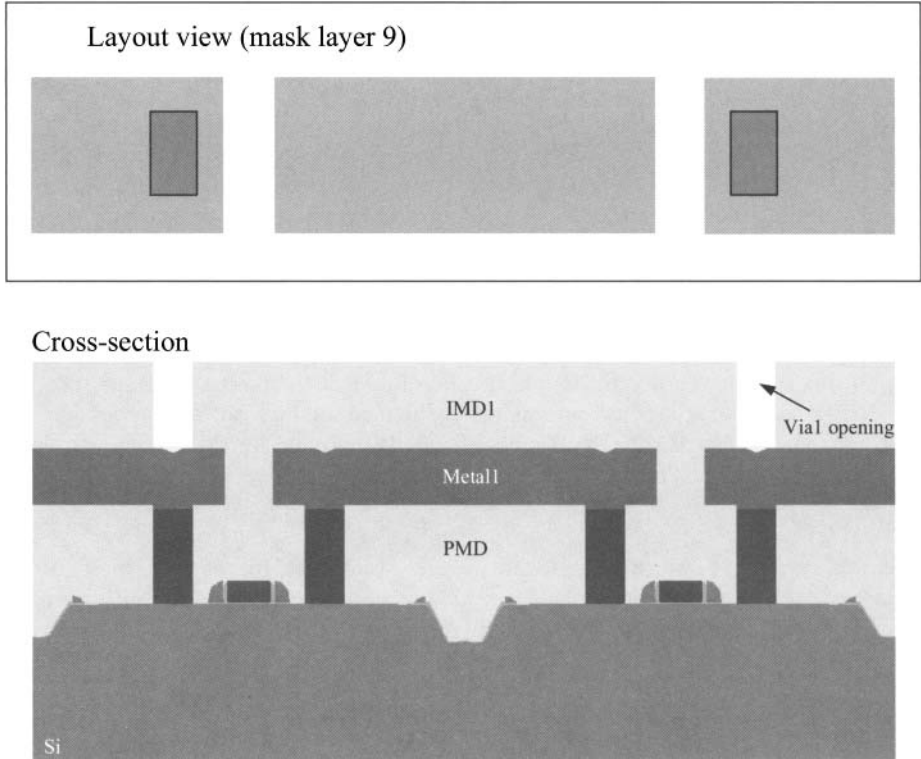 Layout view (mask layer 9)
Cross-section
IMD1
Via1 opening
Metal1
PMD
Si